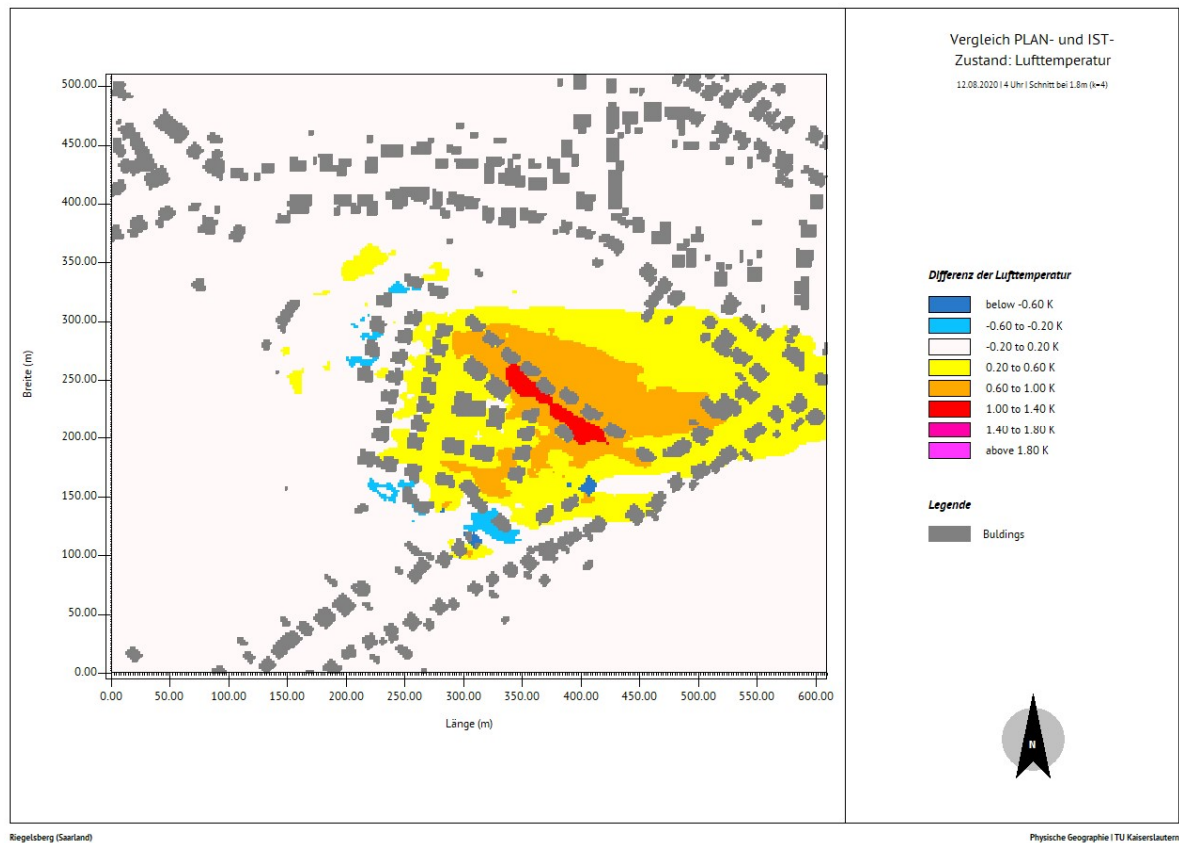 Vergleich PLAN- und IST-
Zustand: Lufttemperatur
12.08.2020 | 4 Uhr | Schnitt bei 1.8m (k=4)
500.00
450.00
400.00
350.00
300.00
250.00
200.00
150.00
100.00
50.00
0.00
Breite (m)
0.00 50.00 100.00 150.00 200.00 250.00 300.00 350.00 400.00 450.00 500.00 550.00 600.00
Länge (m)
Differenz der Lufttemperatur
below -0.60 K
-0.60 to -0.20 K
-0.20 to 0.20 K
0.20 to 0.60 K
0.60 to 1.00 K
1.00 to 1.40 K
1.40 to 1.80 K
above 1.80 K
Legende
Buldings
N
Riegelsberg (Saarland)
Physische Geographie | TU Kaiserslautern